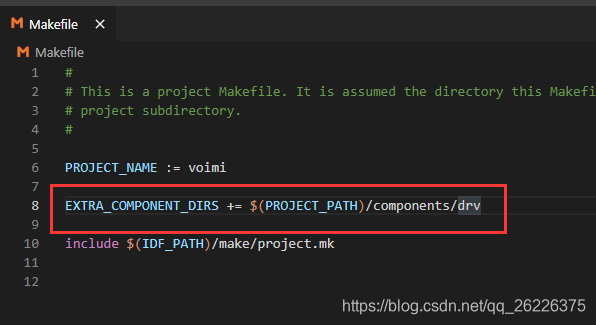 Makefile
Makefile
1 #
2 # This is a project Makefile. It is assumed the directory this Makefi
3 # project subdirectory.
4 #
5
6 PROJECT_NAME := voimi
7
8 EXTRA_COMPONENT_DIRS += $(PROJECT_PATH)/components/drv
9
10 include $(IDF_PATH)/make/project.mk
11
12
https://blog.csdn.net/qq_26226375